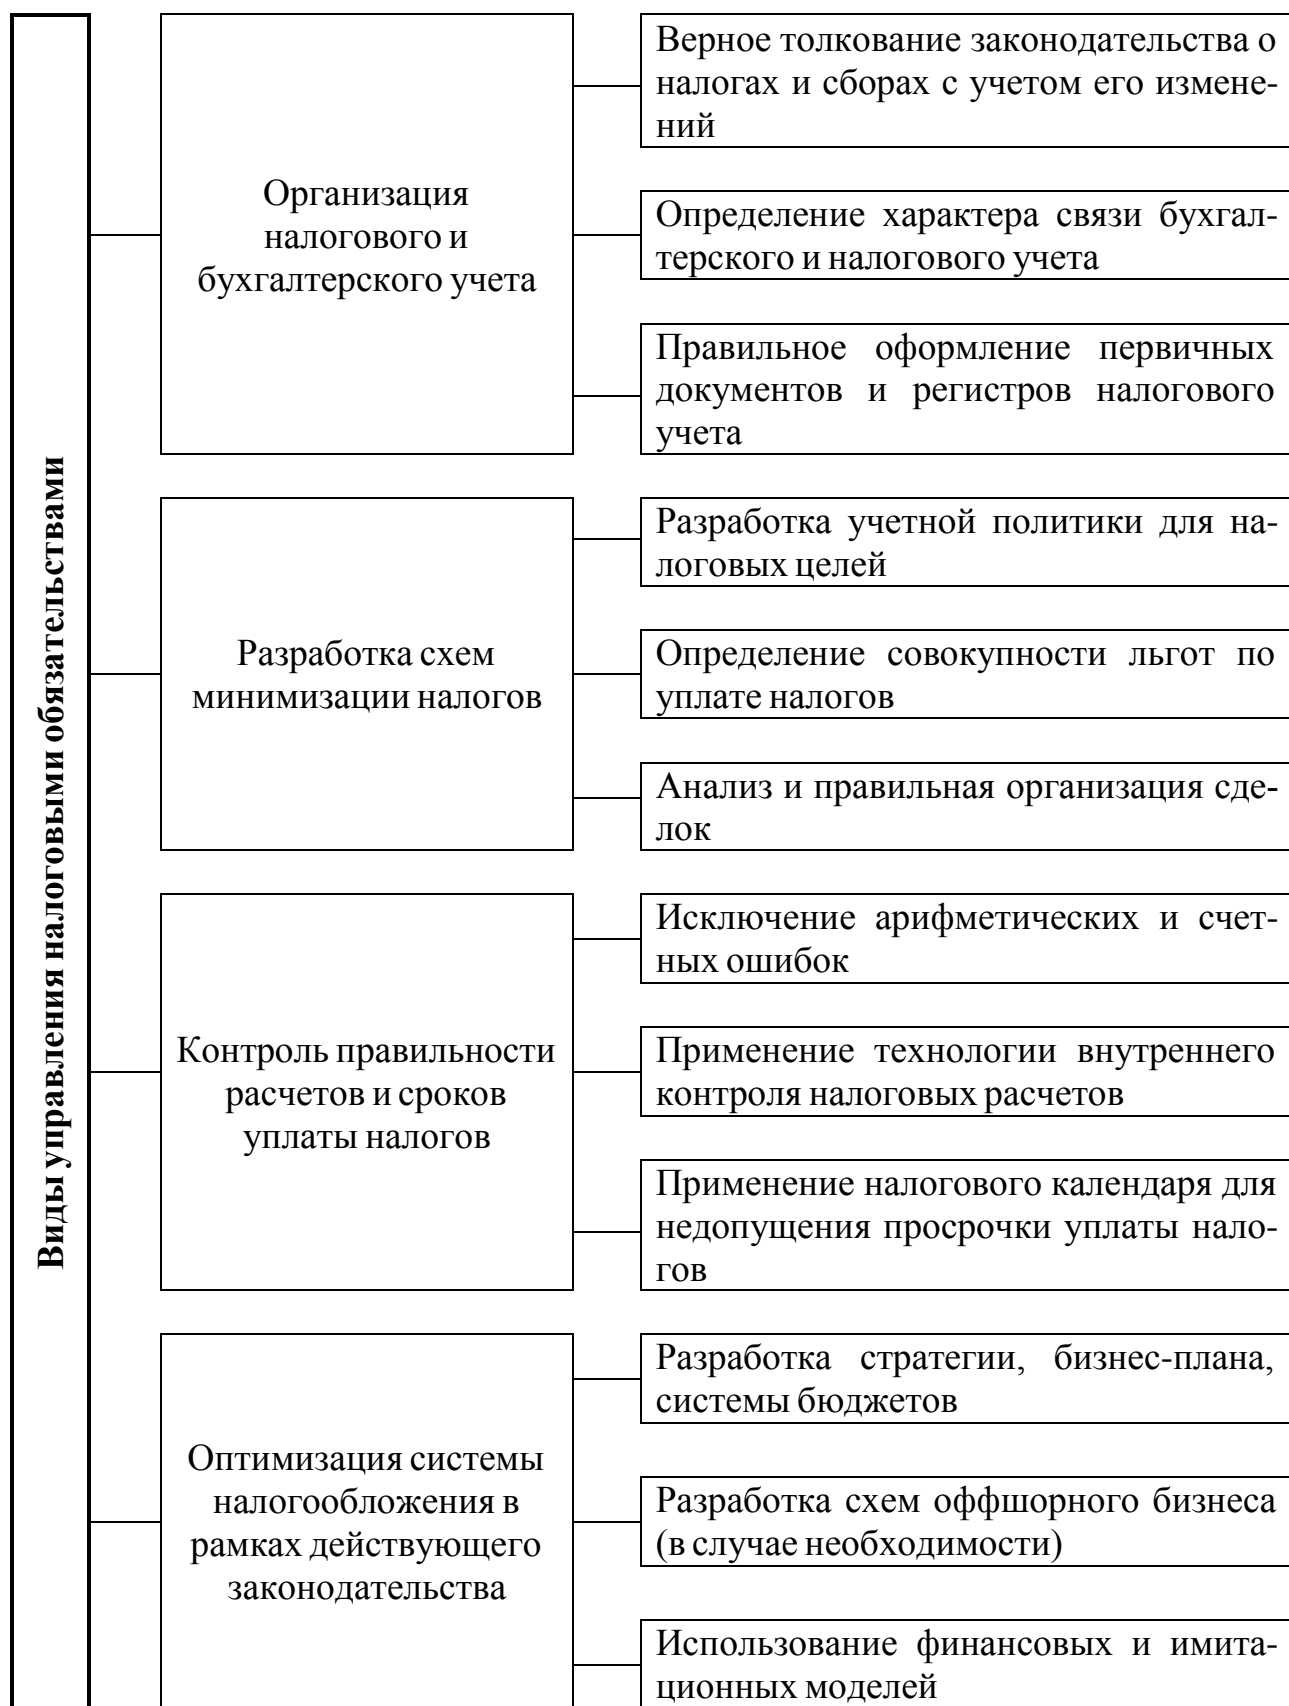 Виды управления налоговыми обязательствами
Организация
налогового и
бухгалтерского учета
Верное толкование законодательства о
налогах и сборах с учетом его измене-
ний
Определение характера связи бухгал-
терского и налогового учета
Правильное оформление первичных
документов и регистров налогового
учета
Разработка схем
минимизации налогов
Разработка учетной политики для на-
логовых целей
Определение совокупности льгот по
уплате налогов
Анализ и правильная организация сде-
лок
Контроль правильности
расчетов и сроков
уплаты налогов
Исключение арифметических и счет-
ных ошибок
Применение технологии внутреннего
контроля налоговых расчетов
Применение налогового календаря для
недопущения просрочки уплаты нало-
гов
Оптимизация системы
налогообложения в
рамках действующего
законодательства
Разработка стратегии, бизнес-плана,
системы бюджетов
Разработка схем оффшорного бизнеса
(в случае необходимости)
Использование финансовых и имита-
ционных моделей